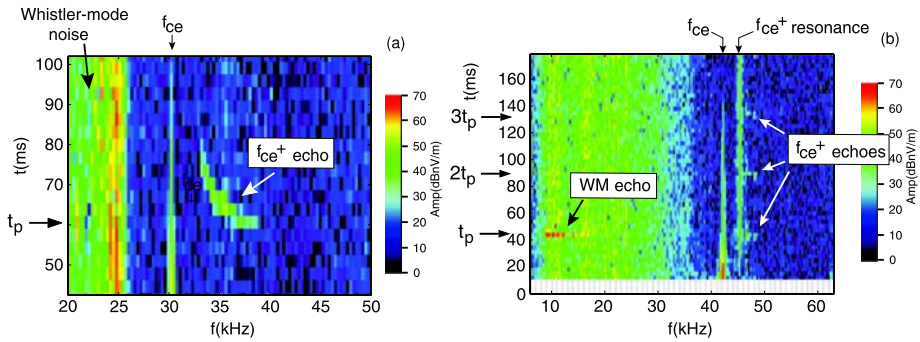 Whistler-mode
noise
fce
(a)
100
90
80
70
60
50
t(ms)
tp
fce+ echo
fce
20
25
30
35
40
45
50
f(kHz)
70
60
50
40
30
20
10
0
Amp(dBnV/m)
fce
fce+ resonance
(b)
t(ms)
160
140
120
100
80
60
40
20
0
3tp
2tp
tp
WM echo
fce+ echoes
10
20
30
40
50
60
f(kHz)
70
60
50
40
30
20
10
0
Amp(dBnV/m)